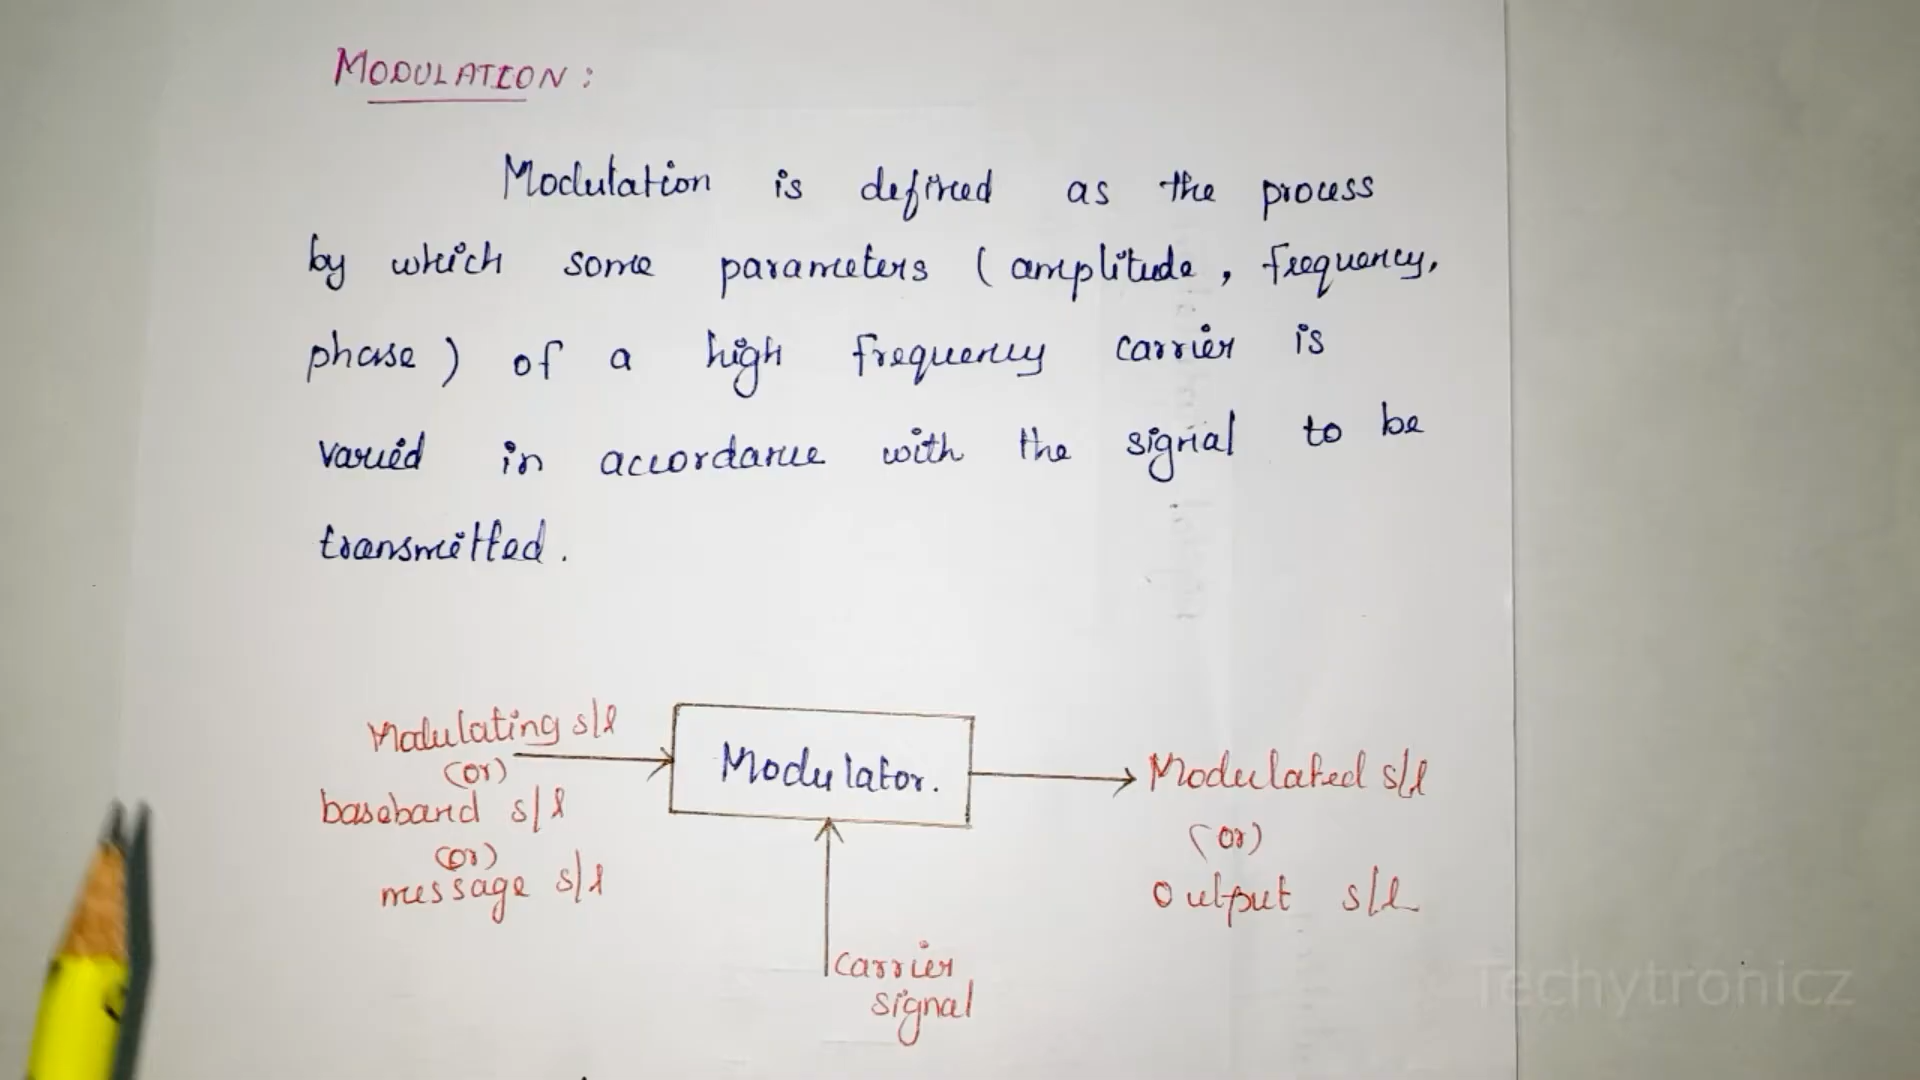 MODULATION :
Modulation is defined as the process
by which some parameters ( amplitude , frequency,
phase ) of a high frequency carrier is
varied in accordance with the signal to be
transmitted .
Modulating s/l
(or)
baseband s/l
(or)
message s/l
Modulator.
Modulated s/l
(or)
Output s/l
carrier
signal
Techytronicz